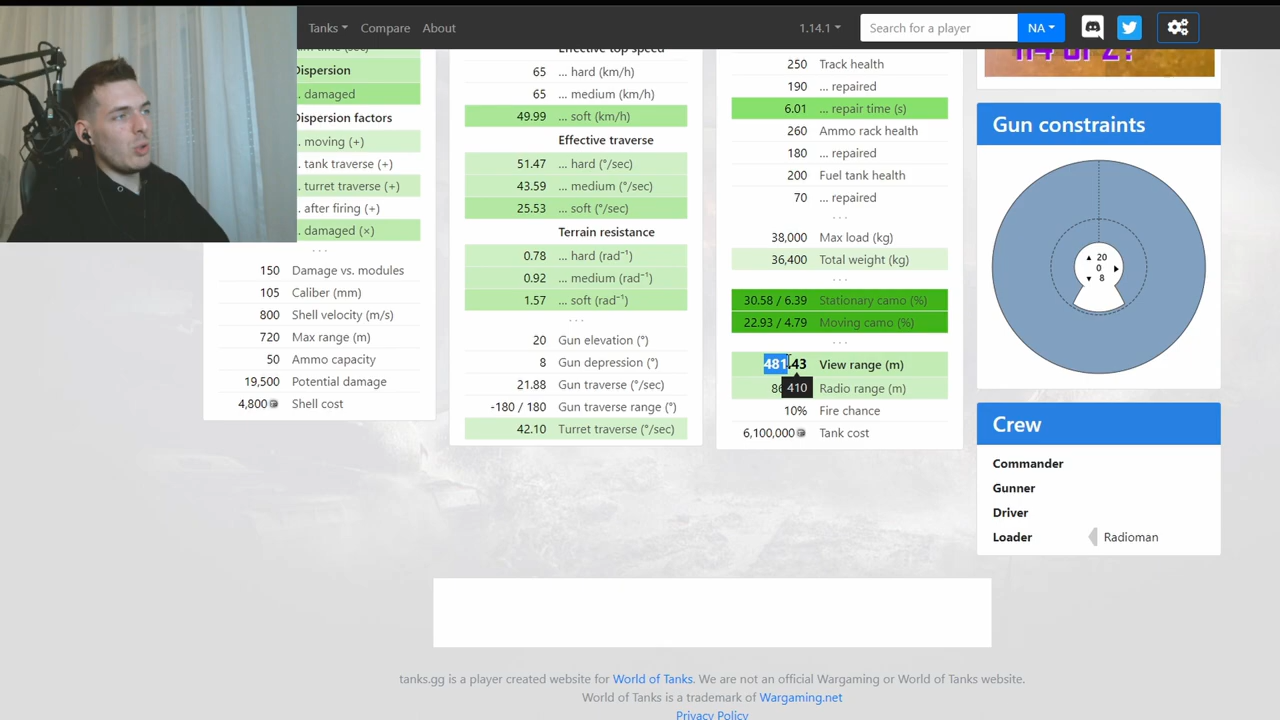 Tanks Compare About
1.14.1
Search for a player NA
Dispersion
... damaged
Dispersion factors
... moving (+)
... tank traverse (+)
... turret traverse (+)
... after firing (+)
... damaged (×)
...
150 Damage vs. modules
105 Caliber (mm)
800 Shell velocity (m/s)
720 Max range (m)
50 Ammo capacity
19,500 Potential damage
4,800 Shell cost
Effective top speed
65 ... hard (km/h)
65 ... medium (km/h)
49.99 ... soft (km/h)
Effective traverse
51.47 ... hard (°/sec)
43.59 ... medium (°/sec)
25.53 ... soft (°/sec)
Terrain resistance
0.78 ... hard (rad⁻¹)
0.92 ... medium (rad⁻¹)
1.57 ... soft (rad⁻¹)
...
20 Gun elevation (°)
8 Gun depression (°)
21.88 Gun traverse (°/sec)
-180 / 180 Gun traverse range (°)
42.10 Turret traverse (°/sec)
250 Track health
190 ... repaired
6.01 ... repair time (s)
260 Ammo rack health
180 ... repaired
200 Fuel tank health
70 ... repaired
...
38,000 Max load (kg)
36,400 Total weight (kg)
...
30.58 / 6.39 Stationary camo (%)
22.93 / 4.79 Moving camo (%)
...
481.43 View range (m)
410
Radio range (m)
10% Fire chance
6,100,000 Tank cost
Gun constraints
20
0
8
Crew
Commander
Gunner
Driver
Loader Radioman
tanks.gg is a player created website for World of Tanks. We are not an official Wargaming or World of Tanks website.
World of Tanks is a trademark of Wargaming.net
Privacy Policy